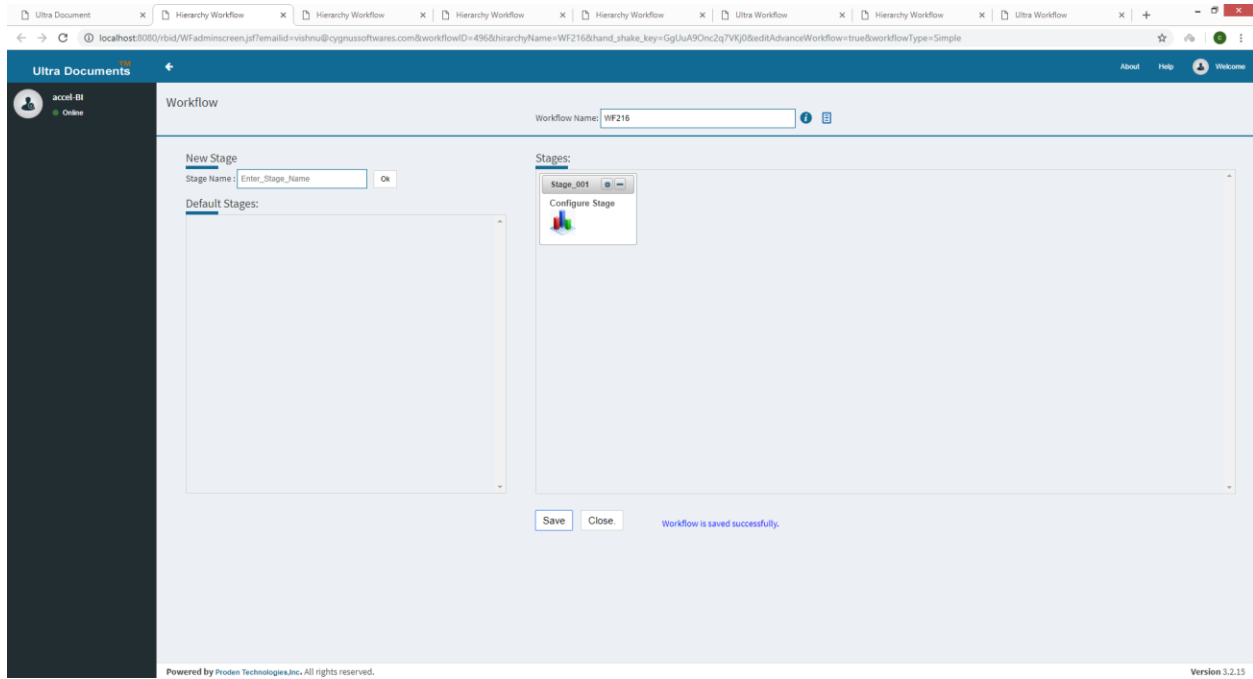 Ultra Document Hierarchy Workflow Hierarchy Workflow Hierarchy Workflow Hierarchy Workflow Ultra Workflow Hierarchy Workflow Ultra Workflow
localhost:8080/rbid/WFadminscreen.jsf?emailid=vishnu@cygnussoftwares.com&workflowID=496&hirarchyName=WF216&hand_shake_key=GgUuA9Onc2q7VKj0&editAdvanceWorkflow=true&workflowType=Simple
Ultra Documents TM About Help Welcome
accel-BI
Online
Workflow
Workflow Name: WF216
New Stage
Stage Name : Enter_Stage_Name Ok
Default Stages:
Stages:
Stage_001
Configure Stage
Save Close. Workflow is saved successfully.
Powered by Proden Technologies,Inc. All rights reserved. Version 3.2.15